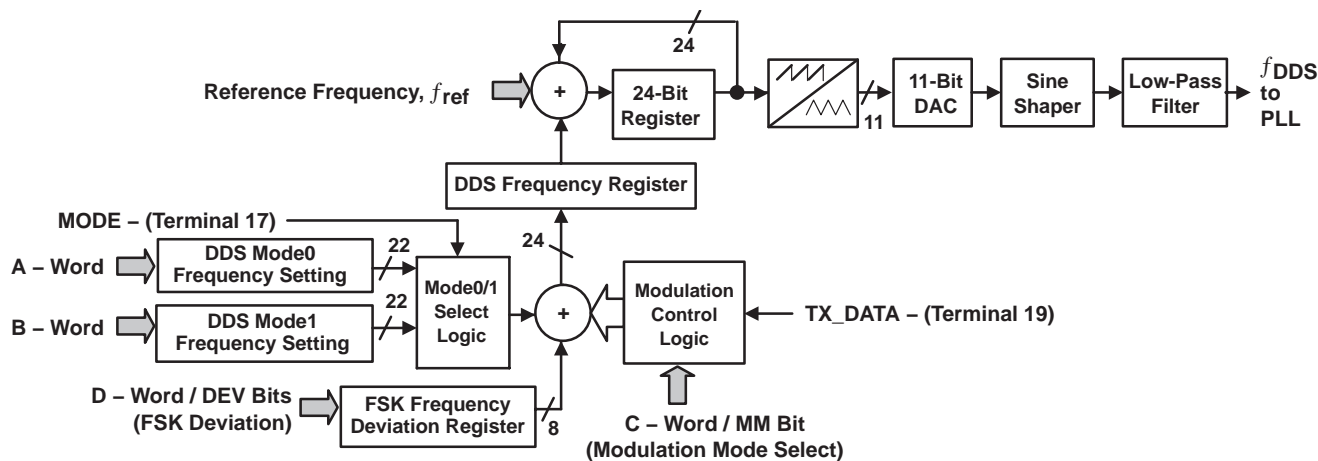 24
Reference Frequency, fref
+
24-Bit
Register
11
11-Bit
DAC
Sine
Shaper
Low-Pass
Filter
fDDS
to
PLL
DDS Frequency Register
MODE – (Terminal 17)
24
A – Word
DDS Mode0
Frequency Setting
22
B – Word
DDS Mode1
Frequency Setting
22
Mode0/1
Select
Logic
+
Modulation
Control
Logic
TX_DATA – (Terminal 19)
D – Word / DEV Bits
(FSK Deviation)
FSK Frequency
Deviation Register
8
C – Word / MM Bit
(Modulation Mode Select)